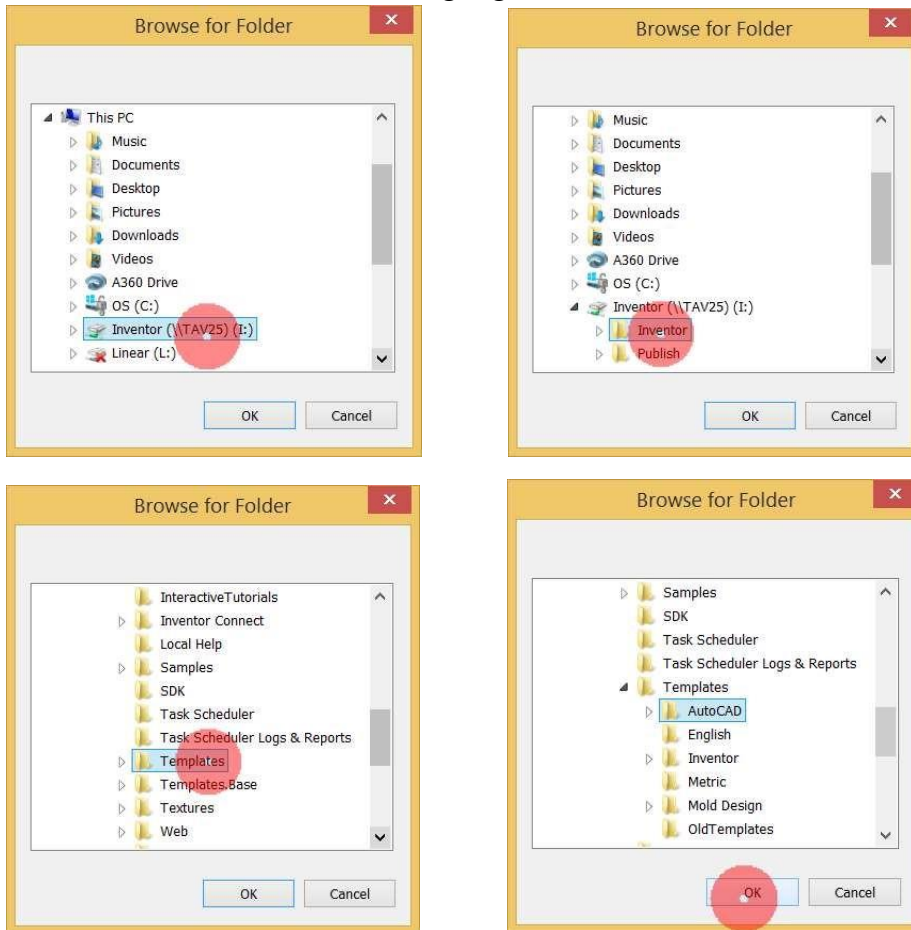 Browse for Folder
This PC
Music
Documents
Desktop
Pictures
Downloads
Videos
A360 Drive
OS (C:)
Inventor (\\TAV25) (I:)
Linear (L:)
OK
Cancel
Browse for Folder
Music
Documents
Desktop
Pictures
Downloads
Videos
A360 Drive
OS (C:)
Inventor (\\TAV25) (I:)
Inventor
Publish
OK
Cancel
Browse for Folder
InteractiveTutorials
Inventor Connect
Local Help
Samples
SDK
Task Scheduler
Task Scheduler Logs & Reports
Templates
Templates.Base
Textures
Web
OK
Cancel
Browse for Folder
Samples
SDK
Task Scheduler
Task Scheduler Logs & Reports
Templates
AutoCAD
English
Inventor
Metric
Mold Design
OldTemplates
OK
Cancel